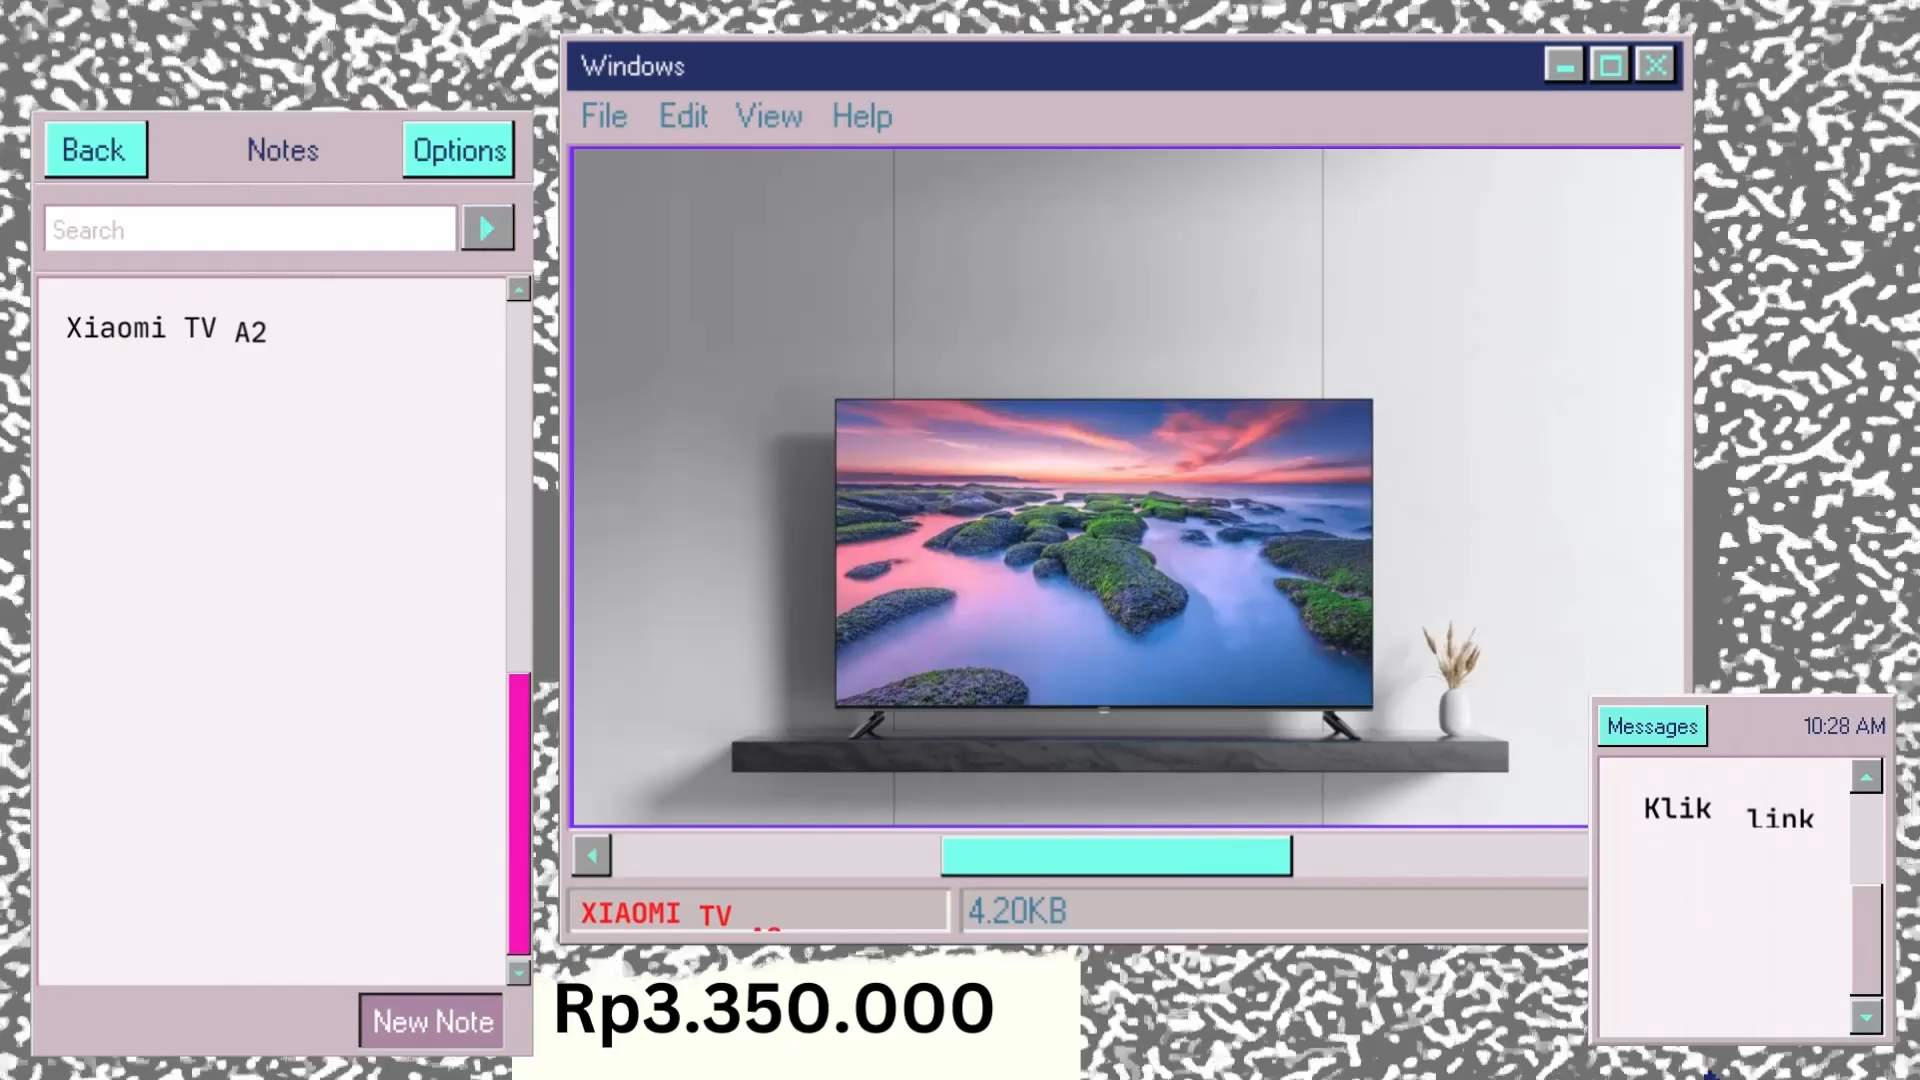 Windows
File Edit View Help
Back Notes Options
Search
Xiaomi TV A2
New Note
XIAOMI TV
4.20KB
Rp3.350.000
Messages 10:28 AM
Klik link